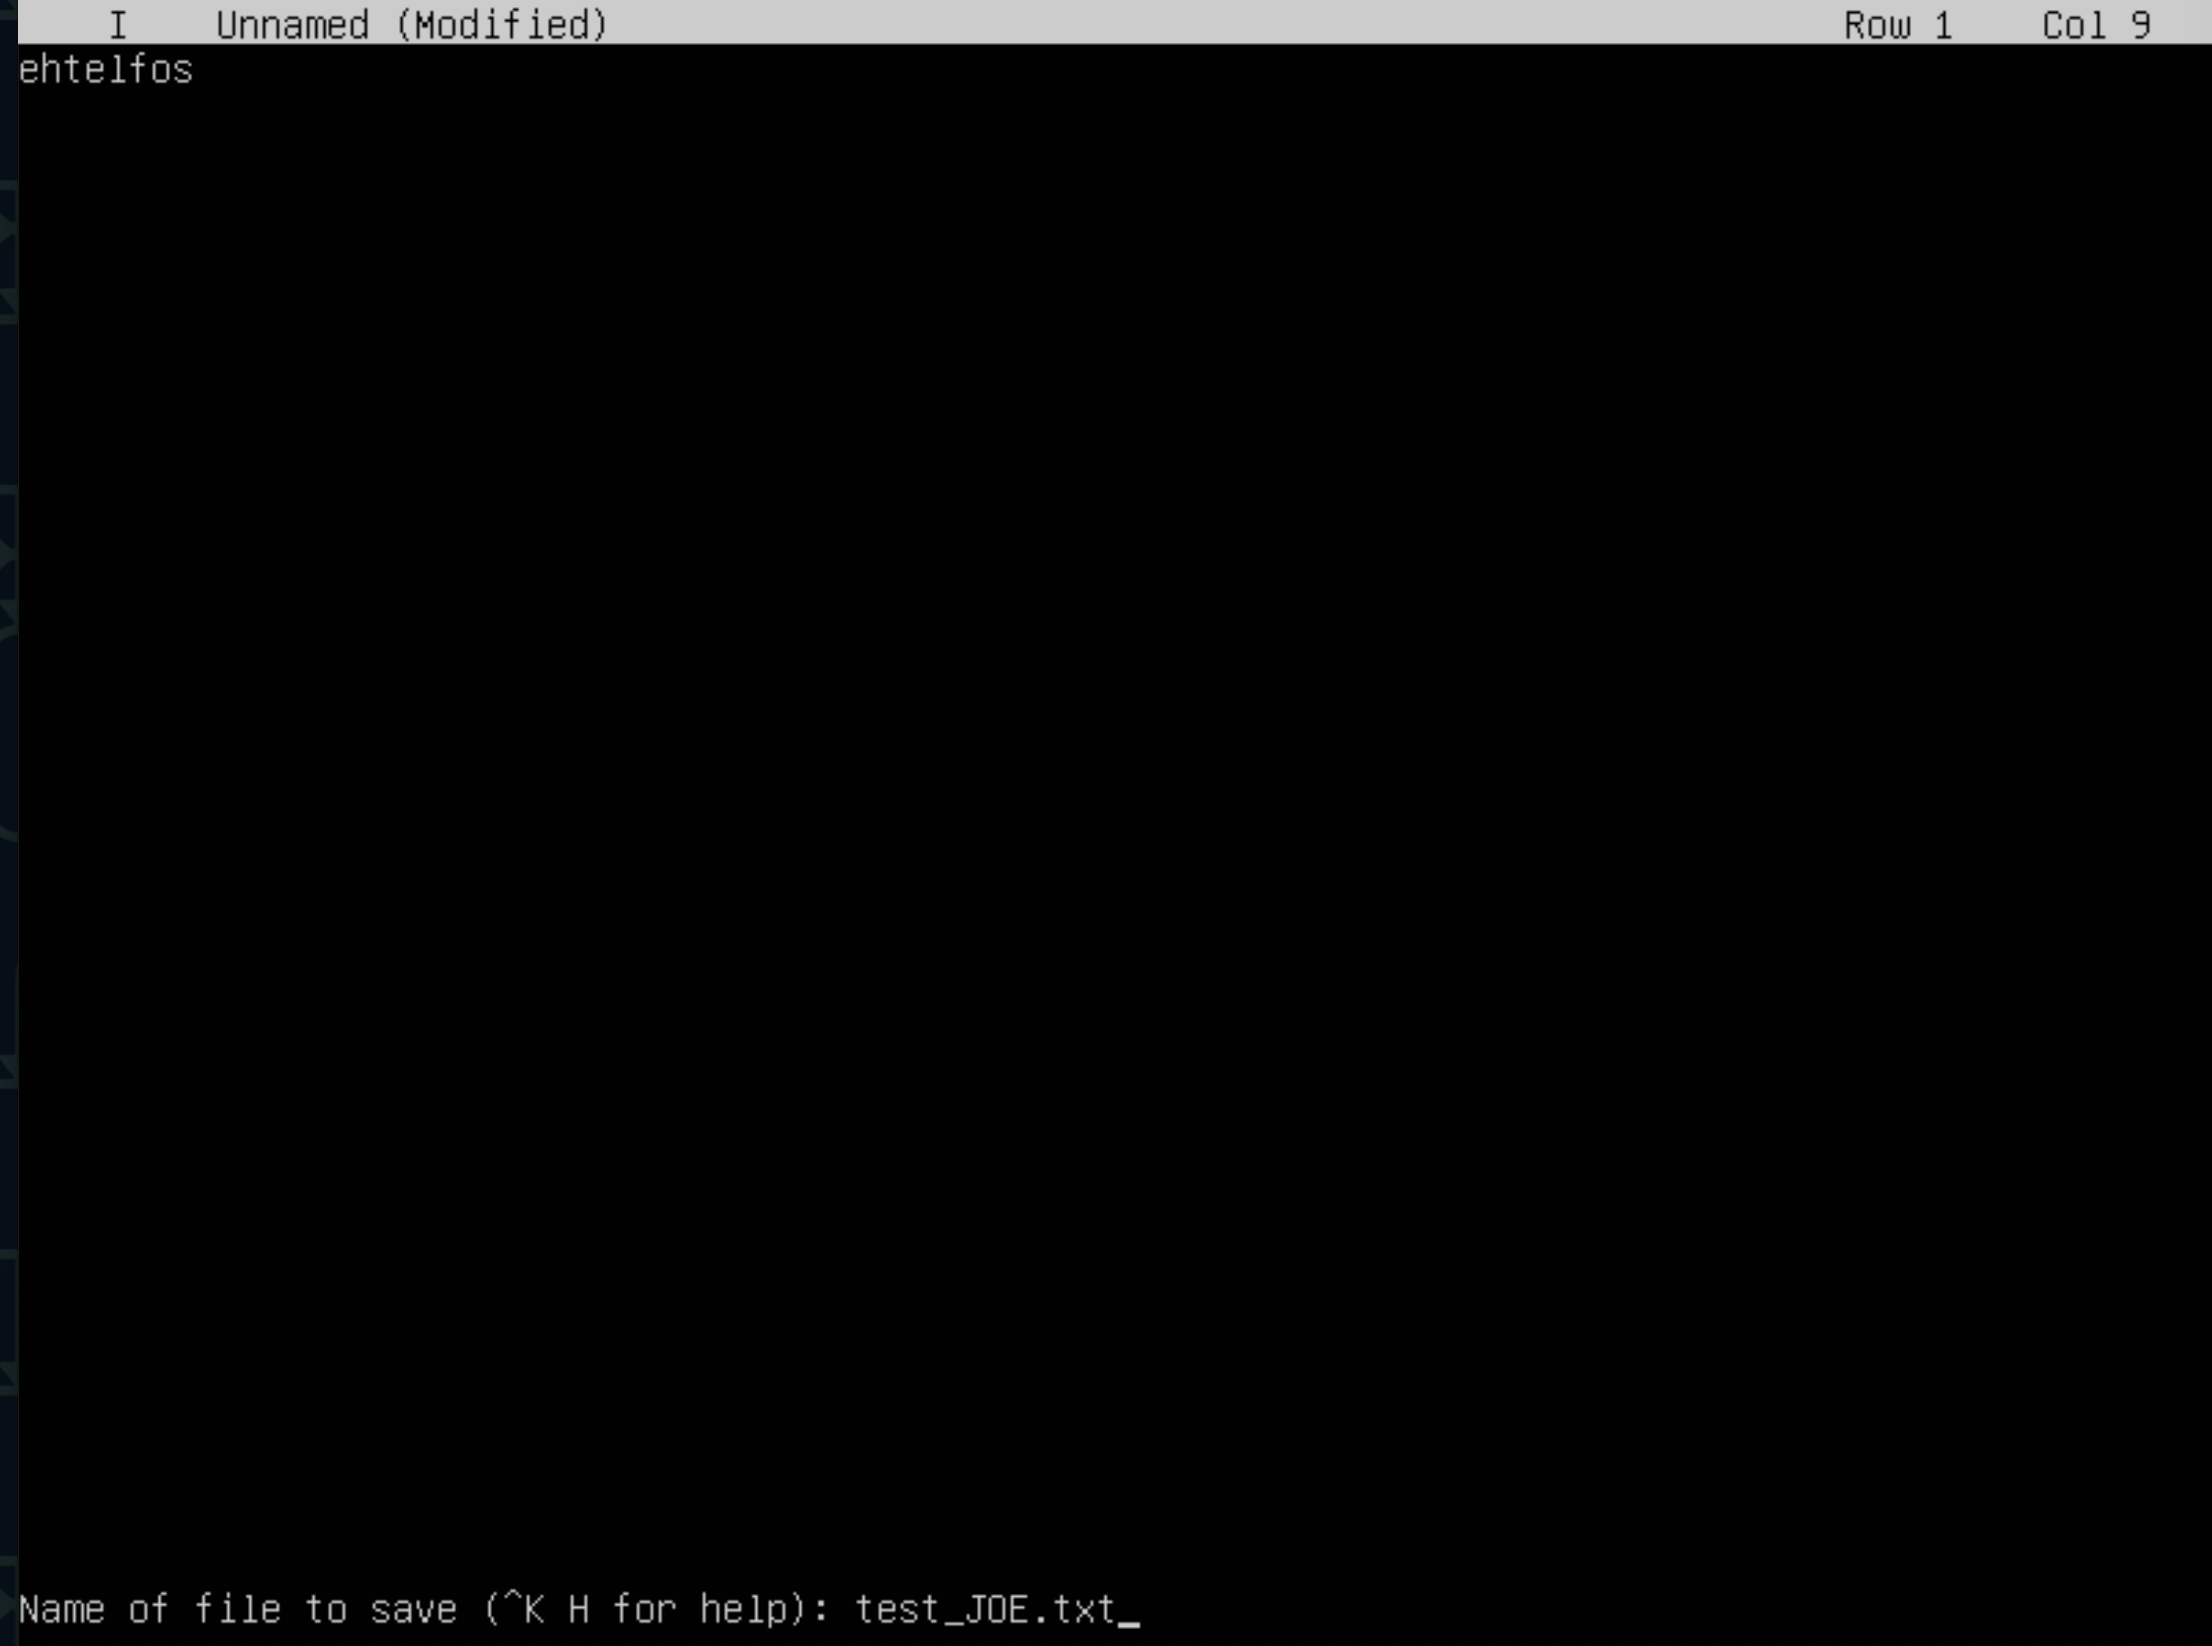 I Unnamed (Modified) Row 1 Col 9
ehtelfos
Name of file to save (^K H for help): test_JOE.txt_